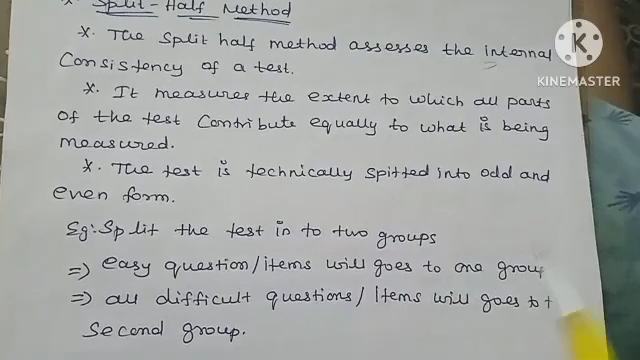 *. Split-Half Method
*. The Split half method assesses the internal
Consistency of a test.
*. It measures the extent to which all parts
of the test Contribute equally to what is being
measured.
*. The test is technically spitted into odd and
even form.
Eg: Split the test in to two groups
=> easy question/items will goes to one group
=> all difficult questions/Items will goes to t
Second group.
K
KINEMASTER